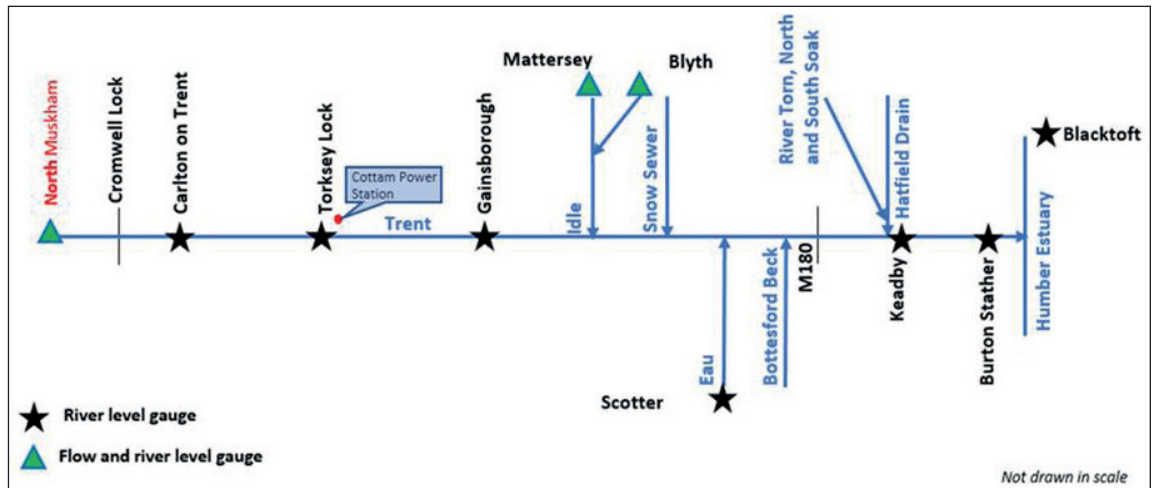 North Muskham
Cromwell Lock
Carlton on Trent
Torksey Lock
Cottam Power
Station
Trent
Gainsborough
Mattersey
Blyth
Idle
Snow Sewer
Eau
Scotter
Bottesford Beck
M180
River Torn, North
and South Soak
Hatfield Drain
Keadby
Burton Stather
Humber Estuary
Blacktoft
River level gauge
Flow and river level gauge
Not drawn in scale